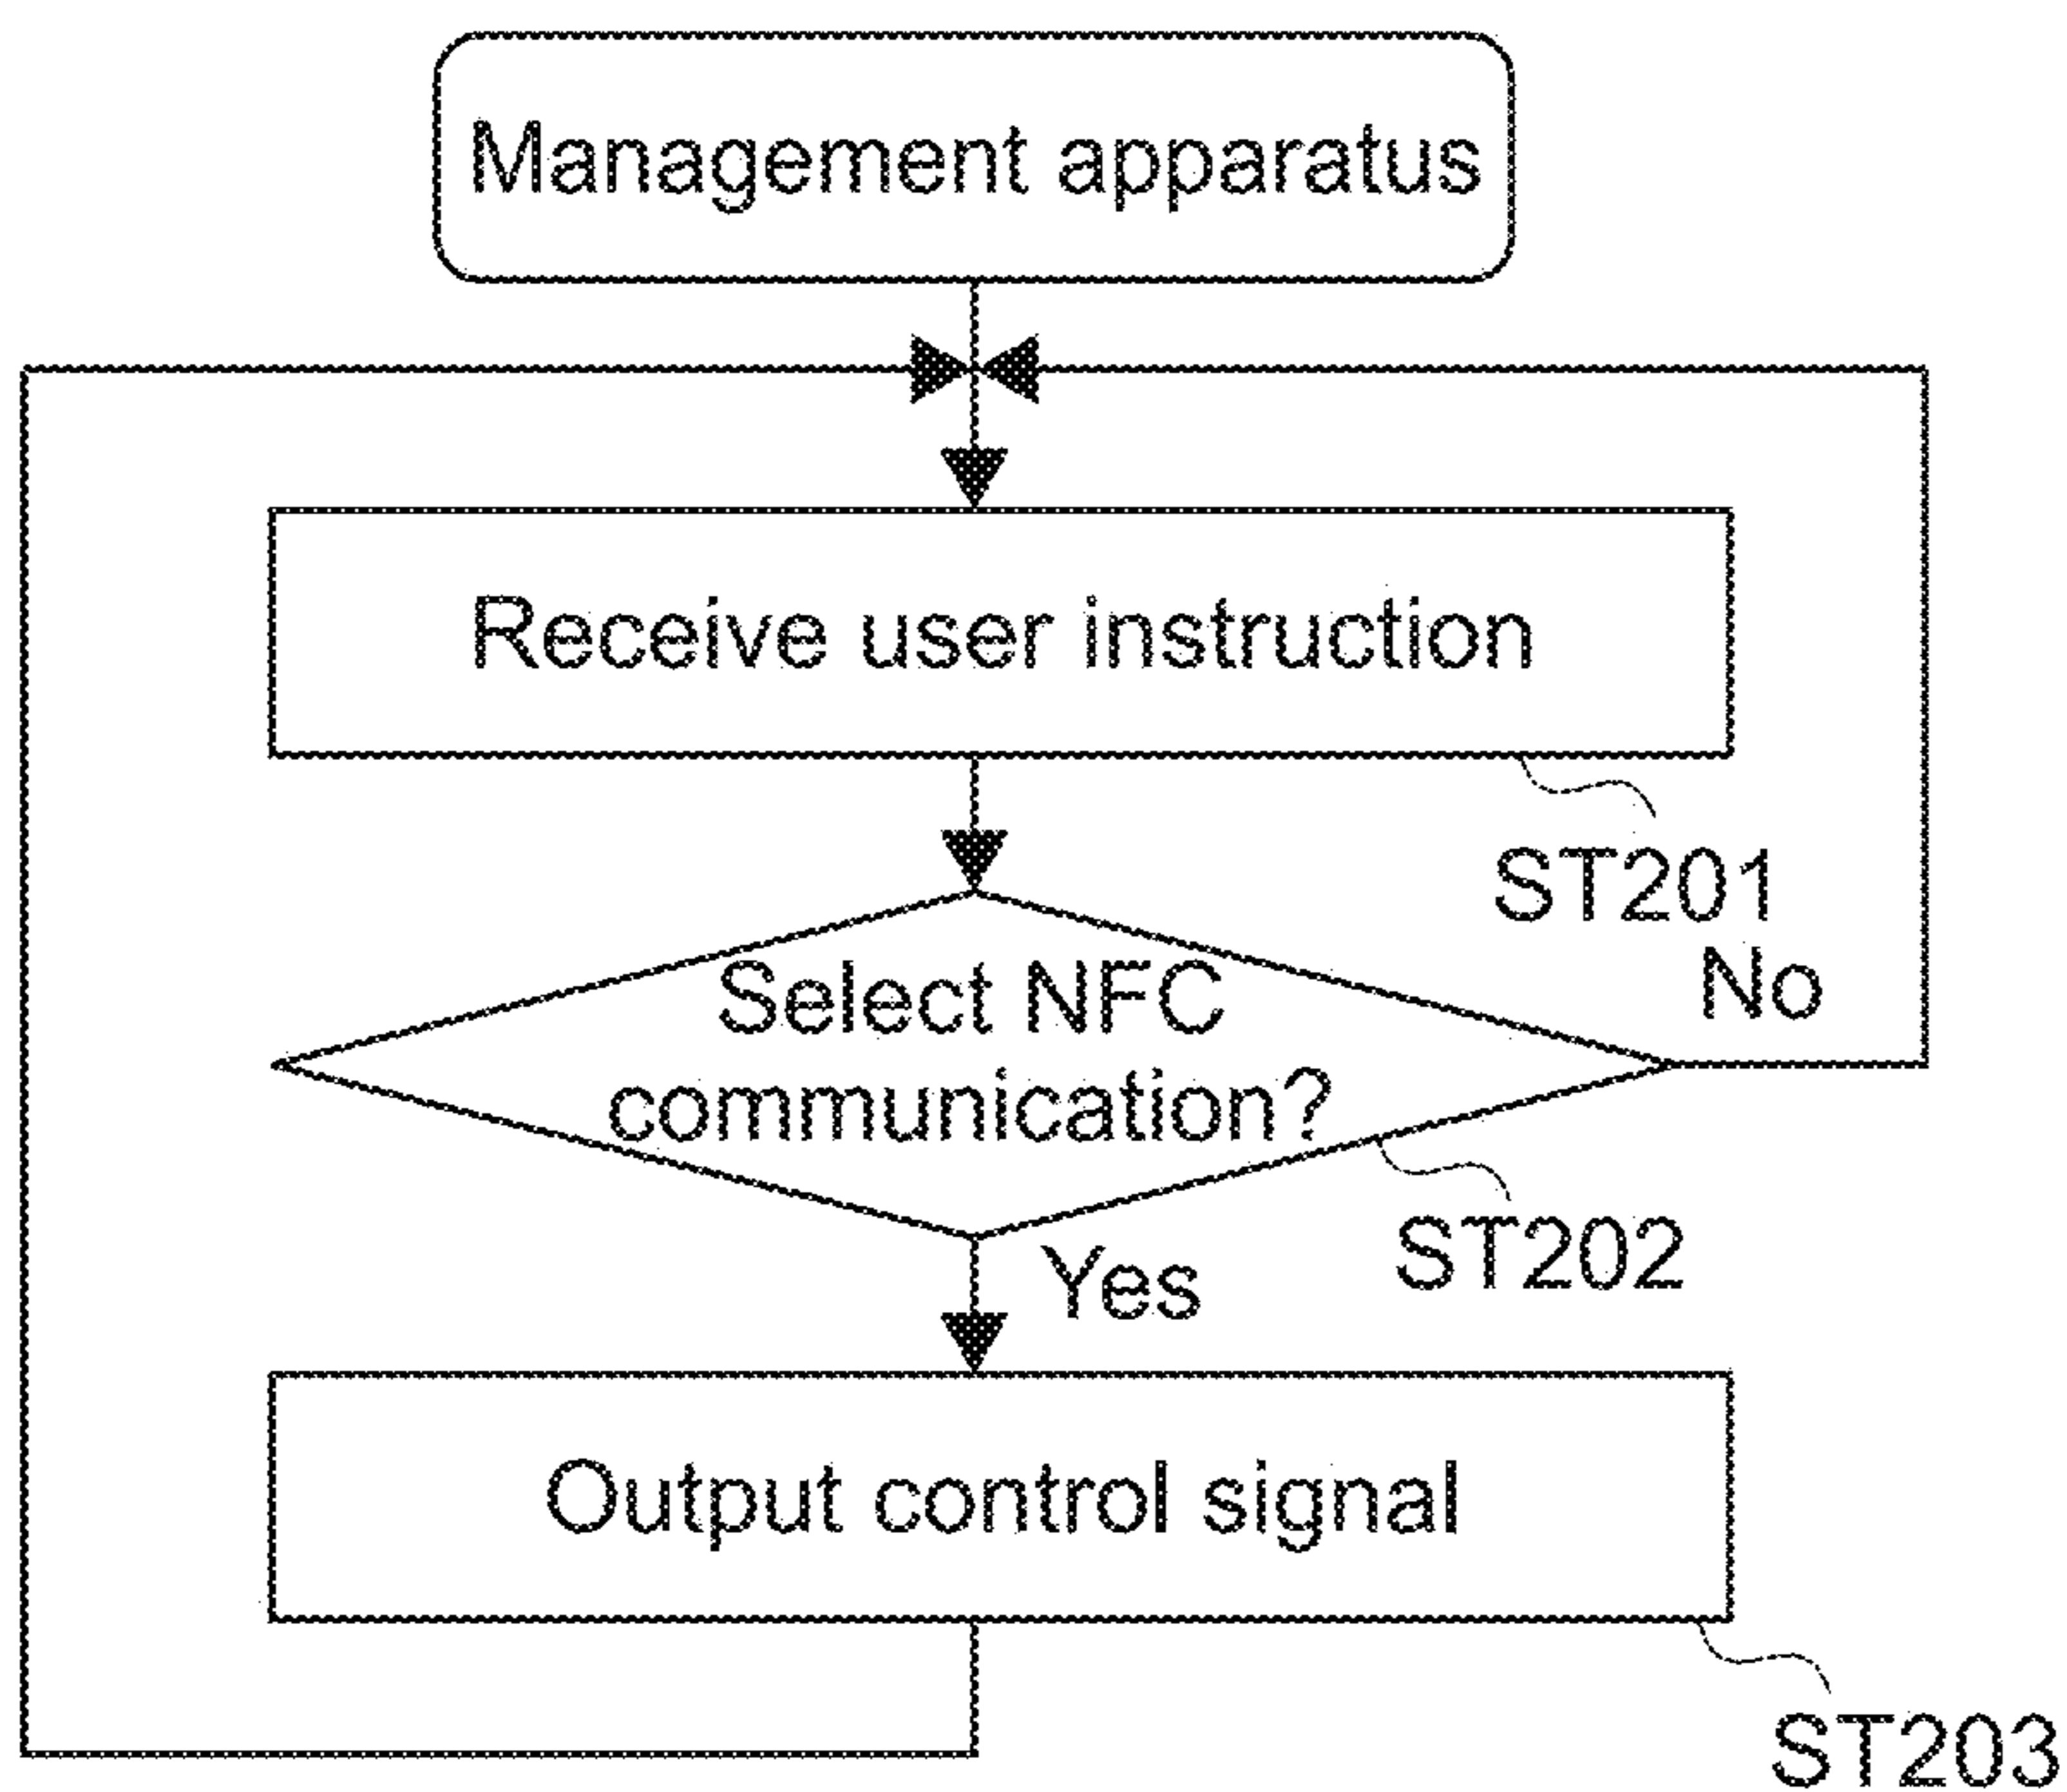 Management apparatus
Receive user instruction
ST201
Select NFC
communication?
No
ST202
Yes
Output control signal
ST203